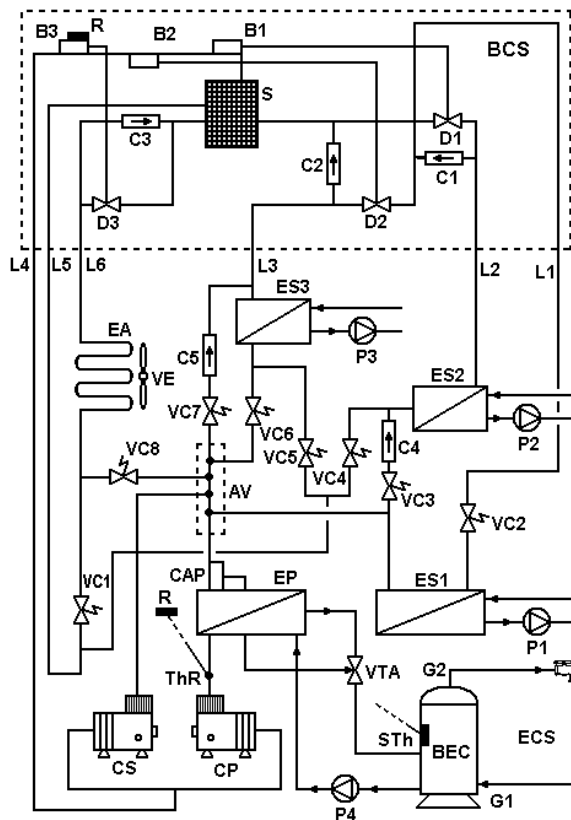 B3 R B2 B1
BCS
S
C3 D1
C2 C1
D3 D2
L4 L5 L6 L3 L2 L1
ES3
EA
C5 P3
VE ES2
VC7 VC6 P2
VC8 VC5 VC4 C4
AV VC3
VC2
CAP EP
VC1 R ES1
P1
ThR VTA G2
STh
BEC ECS
CS CP
P4 G1